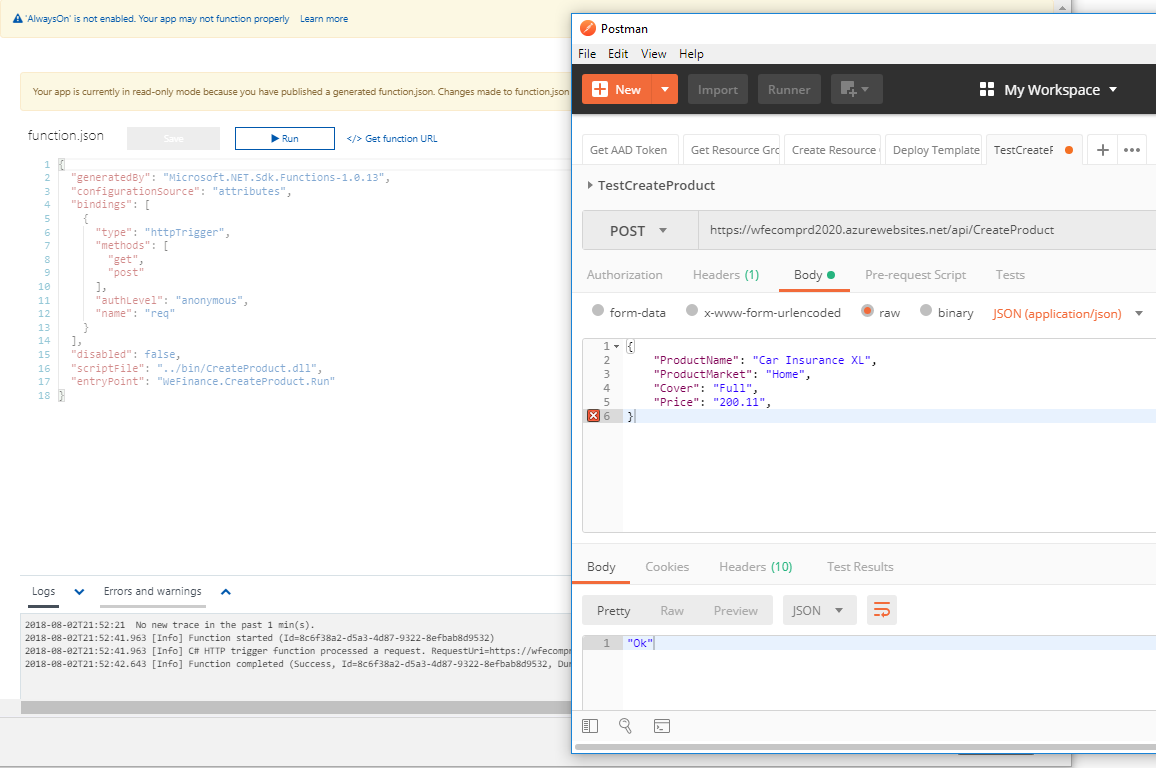 'AlwaysOn' is not enabled. Your app may not function properly Learn more
Your app is currently in read-only mode because you have published a generated function.json. Changes made to function.json
function.json Save Run </> Get function URL
1 {
2 "generatedBy": "Microsoft.NET.Sdk.Functions-1.0.13",
3 "configurationSource": "attributes",
4 "bindings": [
5 {
6 "type": "httpTrigger",
7 "methods": [
8 "get",
9 "post"
10 ],
11 "authLevel": "anonymous",
12 "name": "req"
13 }
14 ],
15 "disabled": false,
16 "scriptFile": "../bin/CreateProduct.dll",
17 "entryPoint": "WeFinance.CreateProduct.Run"
18 }
Logs Errors and warnings
2018-08-02T21:52:21 No new trace in the past 1 min(s).
2018-08-02T21:52:41.963 [Info] Function started (Id=8c6f38a2-d5a3-4d87-9322-8efbab8d9532)
2018-08-02T21:52:41.963 [Info] C# HTTP trigger function processed a request. RequestUri=https://wfecompr
2018-08-02T21:52:42.643 [Info] Function completed (Success, Id=8c6f38a2-d5a3-4d87-9322-8efbab8d9532, Dur
Postman
File Edit View Help
New Import Runner My Workspace
Get AAD Token Get Resource Gro Create Resource Deploy Template TestCreateP
TestCreateProduct
POST https://wfecomprd2020.azurewebsites.net/api/CreateProduct
Authorization Headers (1) Body Pre-request Script Tests
form-data x-www-form-urlencoded raw binary JSON (application/json)
1 {
2 "ProductName": "Car Insurance XL",
3 "ProductMarket": "Home",
4 "Cover": "Full",
5 "Price": "200.11",
6 }
Body Cookies Headers (10) Test Results
Pretty Raw Preview JSON
1 "Ok"